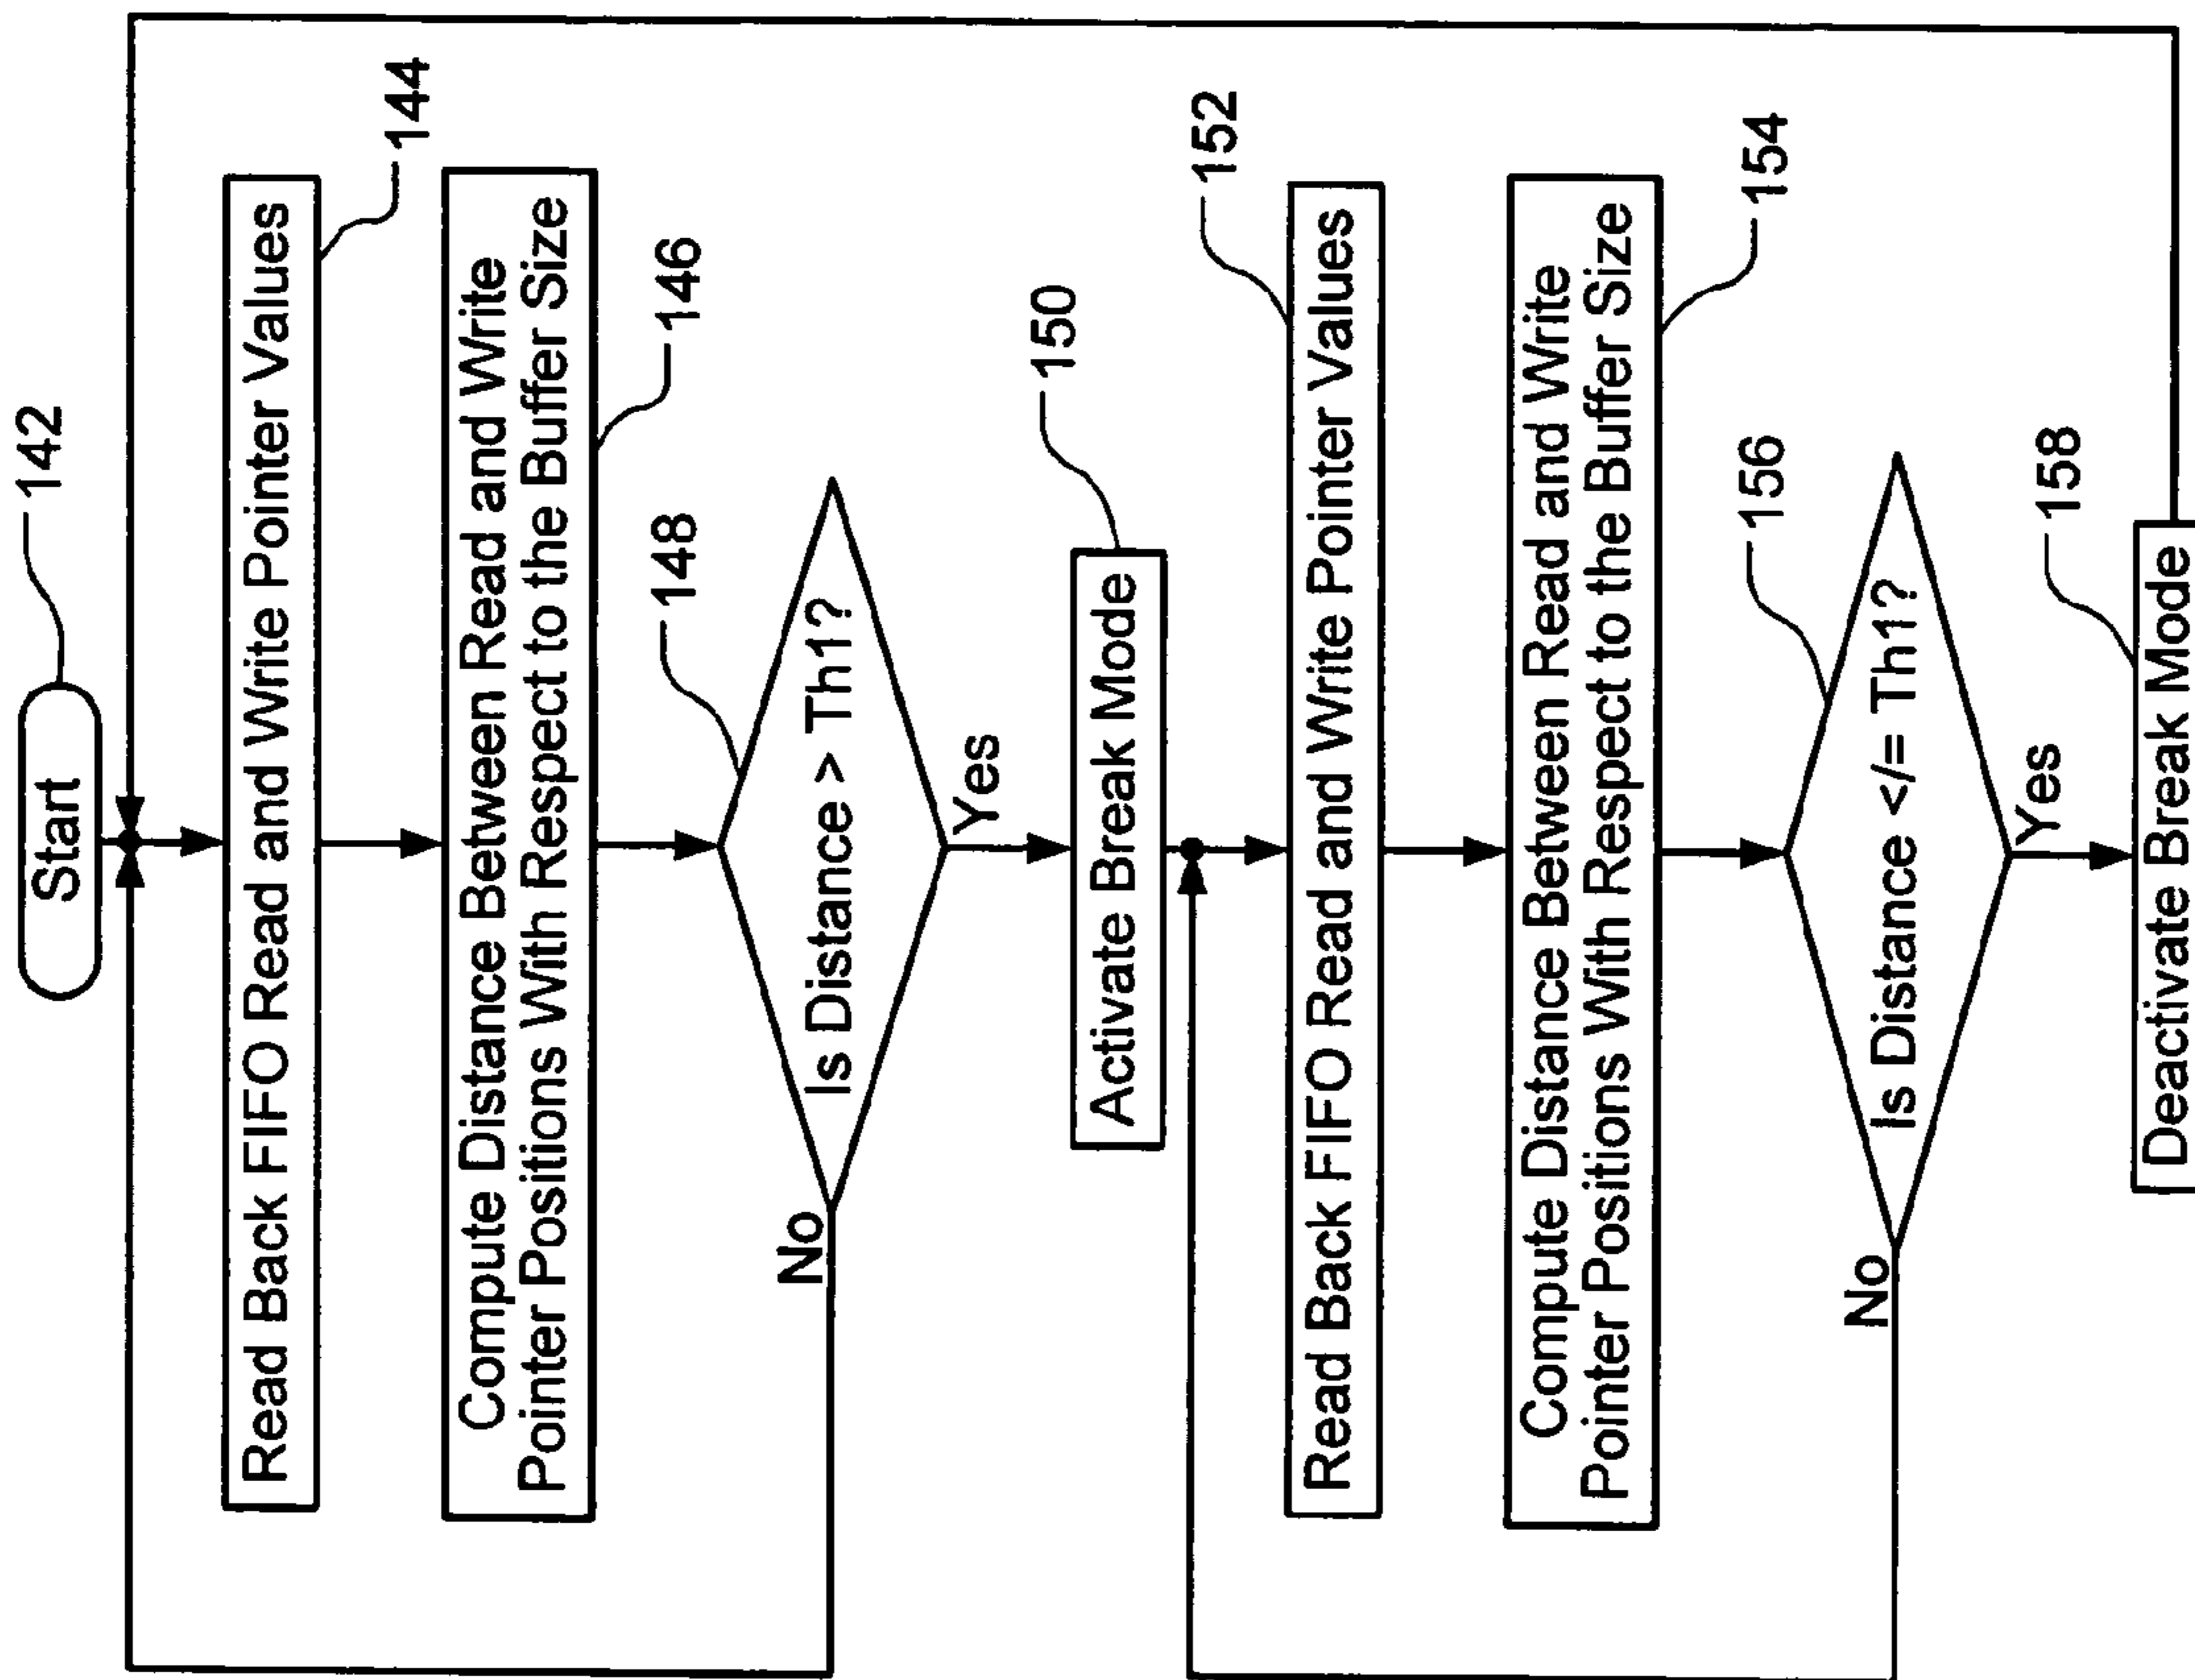 Start
142
Read Back FIFO Read and Write Pointer Values
144
Compute Distance Between Read and Write
Pointer Positions With Respect to the Buffer Size
146
Is Distance > Th1?
148
No
Yes
Activate Break Mode
150
Read Back FIFO Read and Write Pointer Values
152
Compute Distance Between Read and Write
Pointer Positions With Respect to the Buffer Size
154
Is Distance </= Th1?
156
No
Yes
Deactivate Break Mode
158